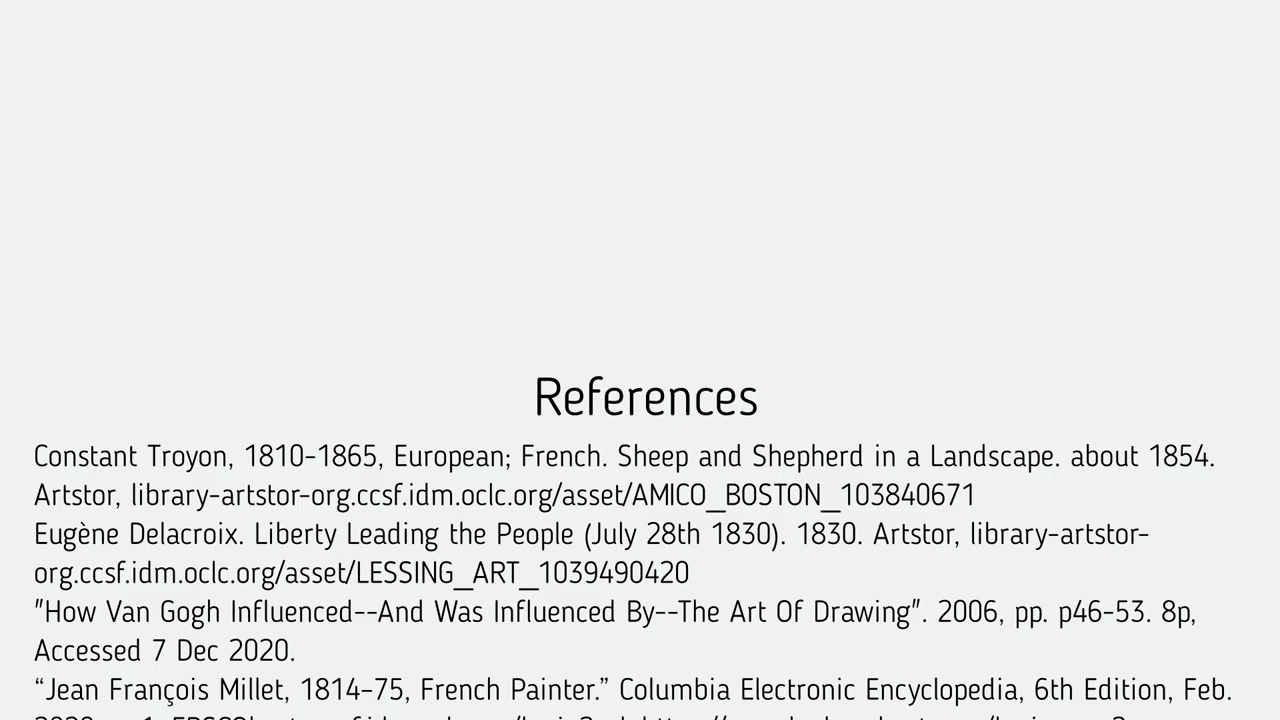 References
Constant Troyon, 1810-1865, European; French. Sheep and Shepherd in a Landscape. about 1854.
Artstor, library-artstor-org.ccsf.idm.oclc.org/asset/AMICO_BOSTON_103840671
Eugène Delacroix. Liberty Leading the People (July 28th 1830). 1830. Artstor, library-artstor-
org.ccsf.idm.oclc.org/asset/LESSING_ART_1039490420
"How Van Gogh Influenced--And Was Influenced By--The Art Of Drawing". 2006, pp. p46-53. 8p,
Accessed 7 Dec 2020.
“Jean François Millet, 1814-75, French Painter.” Columbia Electronic Encyclopedia, 6th Edition, Feb.